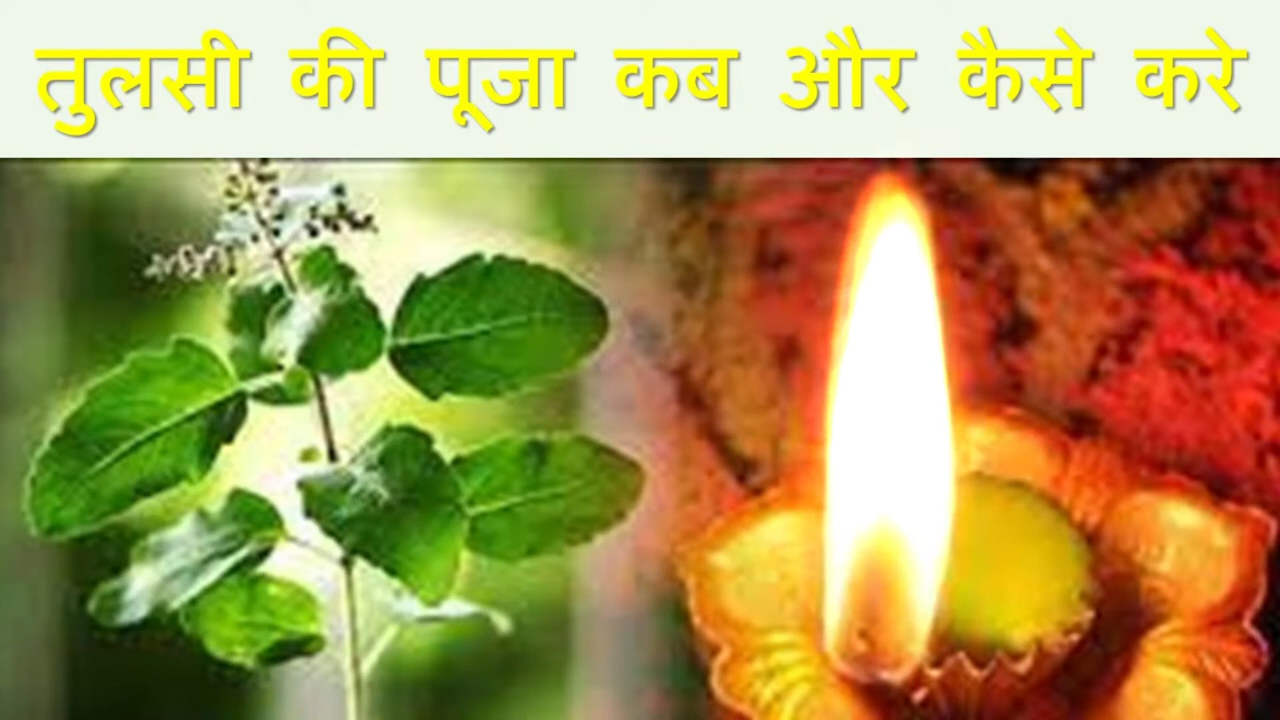 तुलसी की पूजा कब और कैसे करे